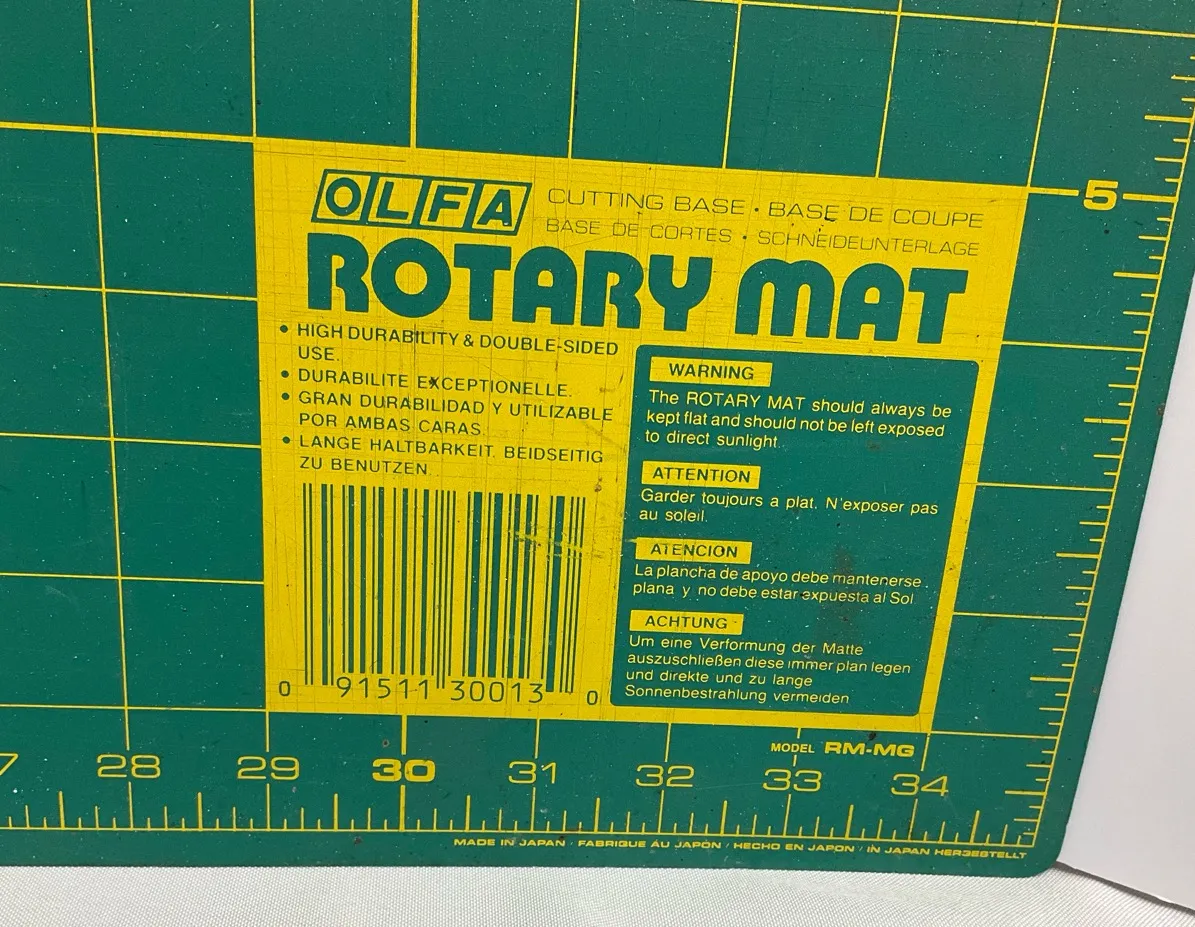 5
OLFA
CUTTING BASE · BASE DE COUPE
BASE DE CORTES · SCHNEIDEUNTERLAGE
ROTARY MAT
• HIGH DURABILITY & DOUBLE-SIDED
USE.
• DURABILITE EXCEPTIONELLE.
• GRAN DURABILIDAD Y UTILIZABLE
POR AMBAS CARAS.
• LANGE HALTBARKEIT. BEIDSEITIG
ZU BENUTZEN.
0 91511 30013 0
WARNING
The ROTARY MAT should always be
kept flat and should not be left exposed
to direct sunlight.
ATTENTION
Garder toujours a plat. N'exposer pas
au soleil.
ATENCION
La plancha de apoyo debe mantenerse
plana y no debe estar expuesta al Sol
ACHTUNG
Um eine Verformung der Matte
auszuschließen diese immer plan legen
und direkte und zu lange
Sonnenbestrahlung vermeiden
MODEL RM-MG
28 29 30 31 32 33 34
MADE IN JAPAN / FABRIQUE AU JAPON / HECHO EN JAPON / IN JAPAN HERGESTELLT